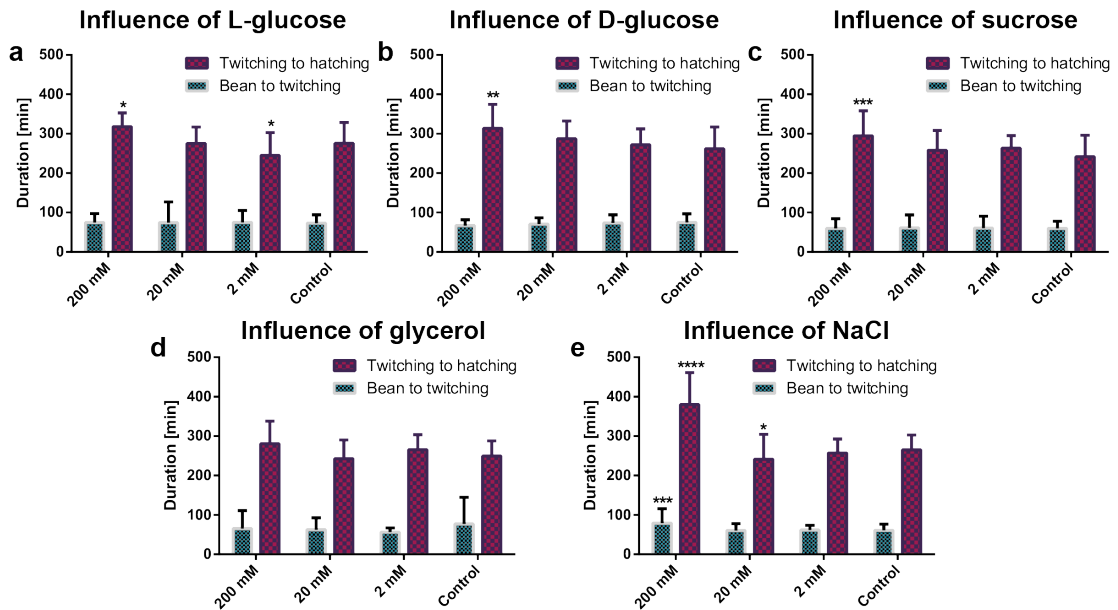 Influence of L-glucose
a
500
400
300
200
100
0
Duration [min]
Twitching to hatching
Bean to twitching
*
*
200 mM
20 mM
2 mM
Control
Influence of D-glucose
b
500
400
300
200
100
0
Duration [min]
Twitching to hatching
Bean to twitching
**
200 mM
20 mM
2 mM
Control
Influence of sucrose
c
500
400
300
200
100
0
Duration [min]
Twitching to hatching
Bean to twitching
***
200 mM
20 mM
2 mM
Control
Influence of glycerol
d
500
400
300
200
100
0
Duration [min]
Twitching to hatching
Bean to twitching
200 mM
20 mM
2 mM
Control
Influence of NaCl
e
500
400
300
200
100
0
Duration [min]
Twitching to hatching
Bean to twitching
****
***
*
200 mM
20 mM
2 mM
Control